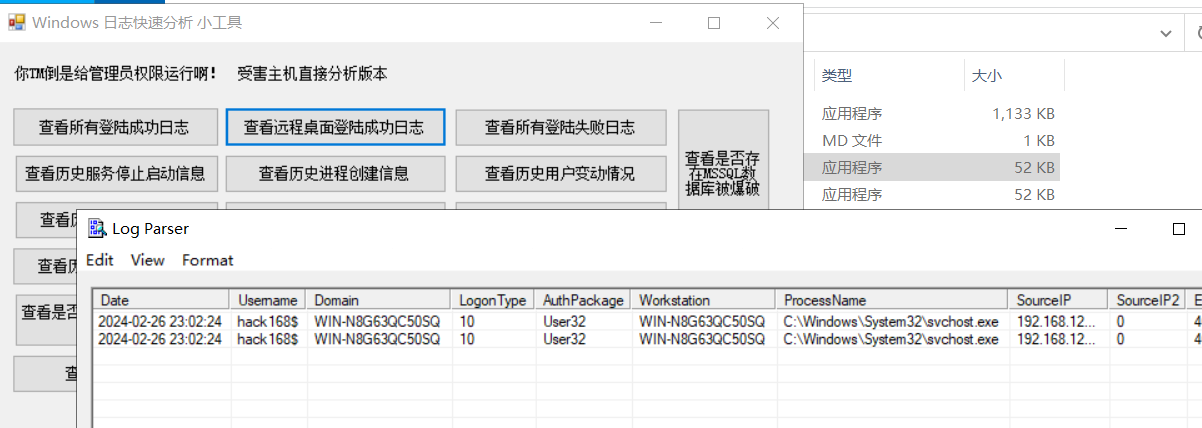 Windows 日志快速分析 小工具
你TM倒是给管理员权限运行啊! 受害主机直接分析版本
类型 大小
应用程序 1,133 KB
MD 文件 1 KB
应用程序 52 KB
应用程序 52 KB
查看所有登陆成功日志 查看远程桌面登陆成功日志 查看所有登陆失败日志
查看是否存在MSSQL数据库被爆破
查看历史服务停止启动信息 查看历史进程创建信息 查看历史用户变动情况
查看历
查看历
查看是否
查
Log Parser
Edit View Format
Date Username Domain LogonType AuthPackage Workstation ProcessName SourceIP SourceIP2 E
2024-02-26 23:02:24 hack168$ WIN-N8G63QC50SQ 10 User32 WIN-N8G63QC50SQ C:\Windows\System32\svchost.exe 192.168.12... 0 4
2024-02-26 23:02:24 hack168$ WIN-N8G63QC50SQ 10 User32 WIN-N8G63QC50SQ C:\Windows\System32\svchost.exe 192.168.12... 0 4